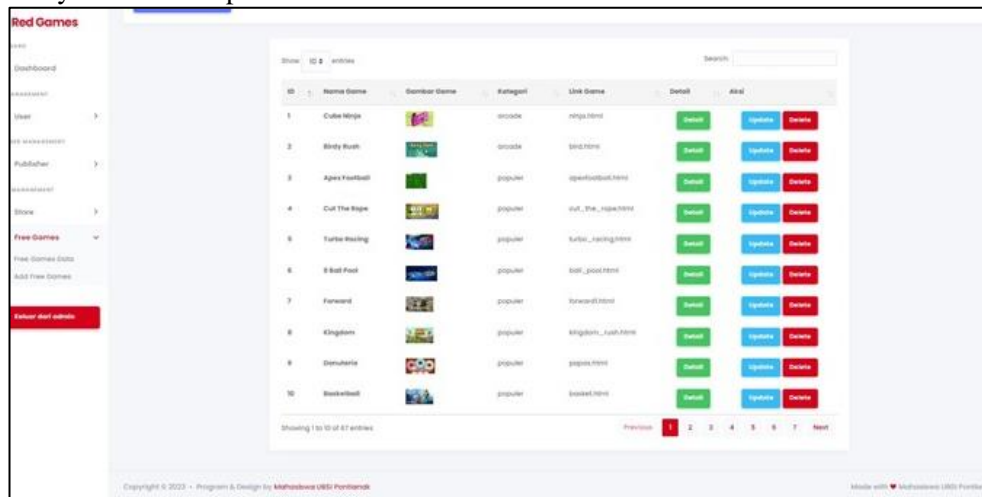 Red Games
Dashboard
User
Publisher
Store
Free Games
Free Games Data
Add Free Games
Keluar dari admin
Show 10 entries
Search:
ID Nama Game Gambar Game Kategori Link Game Detail Aksi
1 Cube Ninja arcade ninja.html Detail Update Delete
2 Birdy Rush arcade bird.html Detail Update Delete
3 Apex Football populer apexfootball.html Detail Update Delete
4 Cut The Rope populer cut_the_rope.html Detail Update Delete
5 Turbo Racing populer turbo_racing.html Detail Update Delete
6 8 Ball Pool populer ball_pool.html Detail Update Delete
7 Forward populer forward1.html Detail Update Delete
8 Kingdom populer kingdom_rush.html Detail Update Delete
9 Donuteria populer papas.html Detail Update Delete
10 Basketball populer basket.html Detail Update Delete
Showing 1 to 10 of 67 entries
Previous 1 2 3 4 5 6 7 Next
Copyright © 2023 • Program & Design by Mahasiswa UBSI Pontianak
Made with ❤ Mahasiswa UBSI